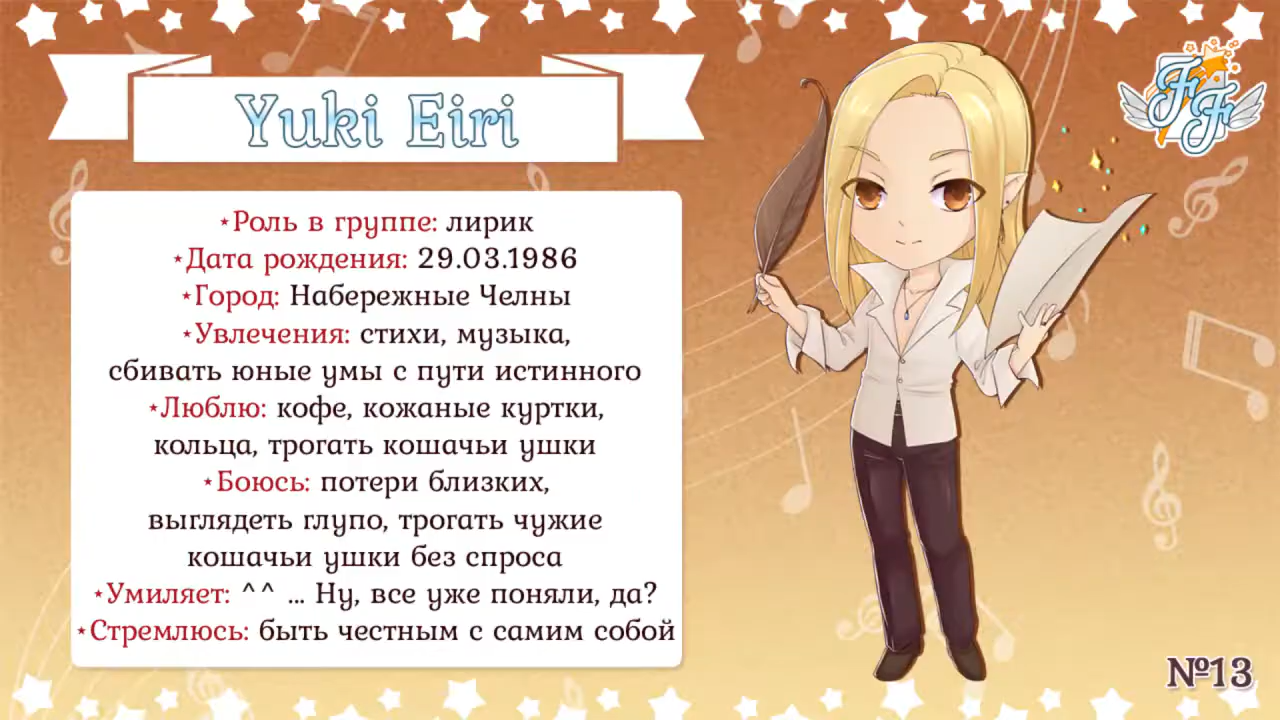 Yuki Eiri
FF
⋆Роль в группе: лирик
⋆Дата рождения: 29.03.1986
⋆Город: Набережные Челны
⋆Увлечения: стихи, музыка,
сбивать юные умы с пути истинного
⋆Люблю: кофе, кожаные куртки,
кольца, трогать кошачьи ушки
⋆Боюсь: потери близких,
выглядеть глупо, трогать чужие
кошачьи ушки без спроса
⋆Умиляет: ^^ ... Ну, все уже поняли, да?
⋆Стремлюсь: быть честным с самим собой
№13